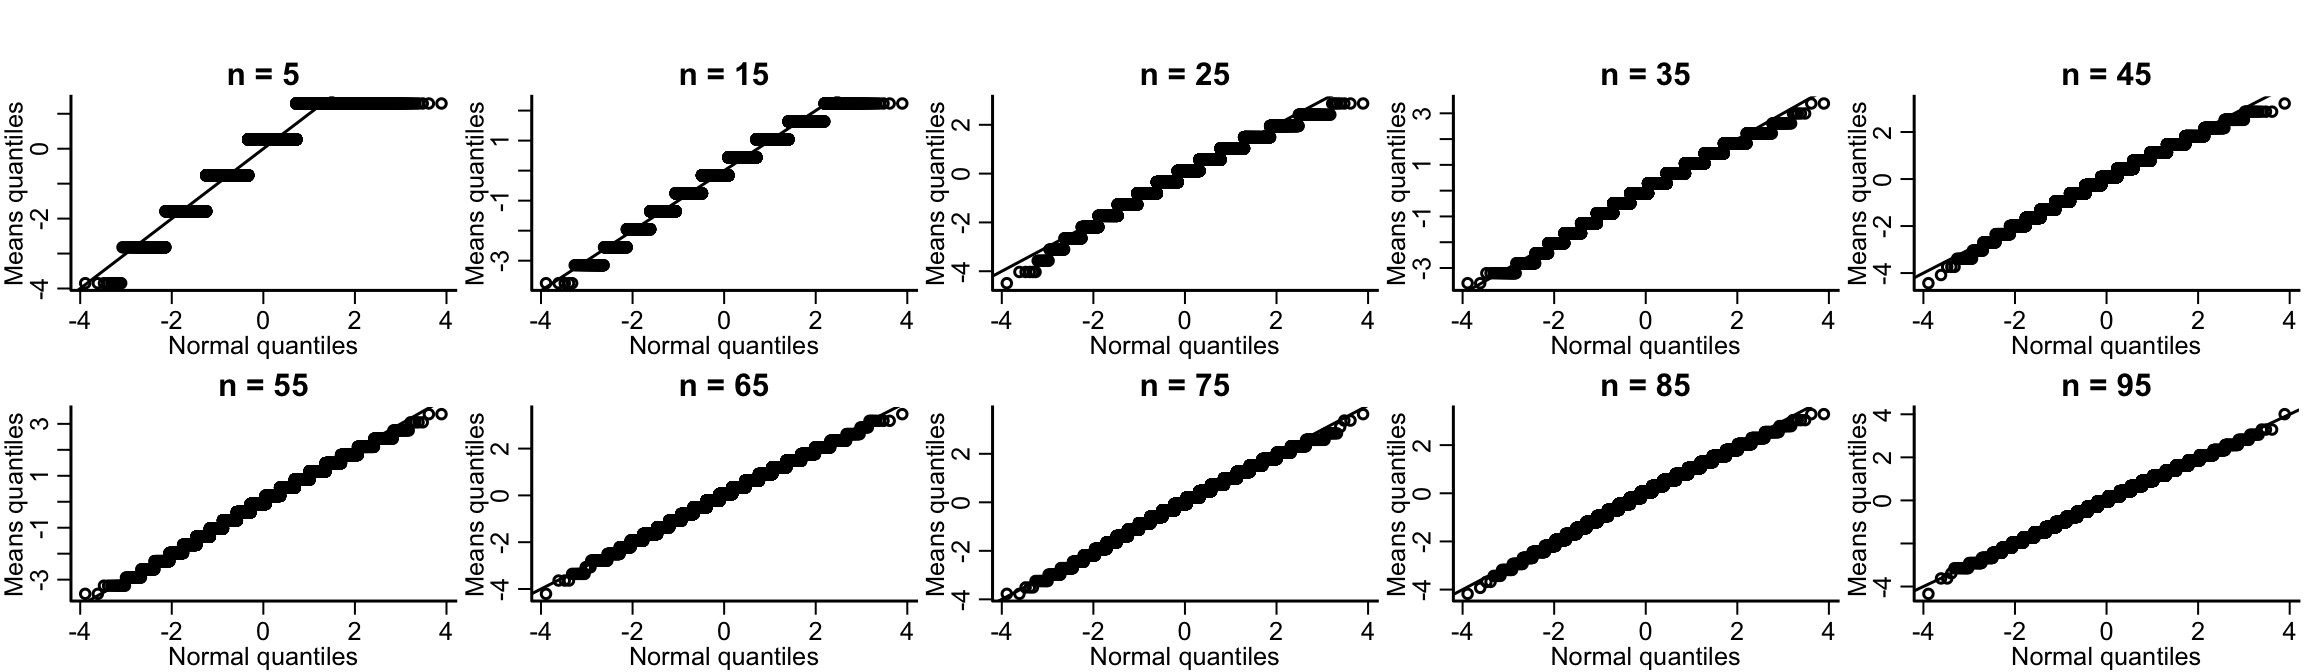 n = 5 n = 15 n = 25 n = 35 n = 45
Means quantiles Means quantiles Means quantiles Means quantiles Means quantiles
0 -2 -4
1 -1 -3
2 0 -2 -4
3 1 -1 -3
2 0 -2 -4
-4 -2 0 2 4 -4 -2 0 2 4 -4 -2 0 2 4 -4 -2 0 2 4 -4 -2 0 2 4
Normal quantiles Normal quantiles Normal quantiles Normal quantiles Normal quantiles
n = 55 n = 65 n = 75 n = 85 n = 95
Means quantiles Means quantiles Means quantiles Means quantiles Means quantiles
3 1 -1 -3
2 0 -2 -4
2 0 -2 -4
2 0 -2 -4
4 2 0 -4
-4 -2 0 2 4 -4 -2 0 2 4 -4 -2 0 2 4 -4 -2 0 2 4 -4 -2 0 2 4
Normal quantiles Normal quantiles Normal quantiles Normal quantiles Normal quantiles